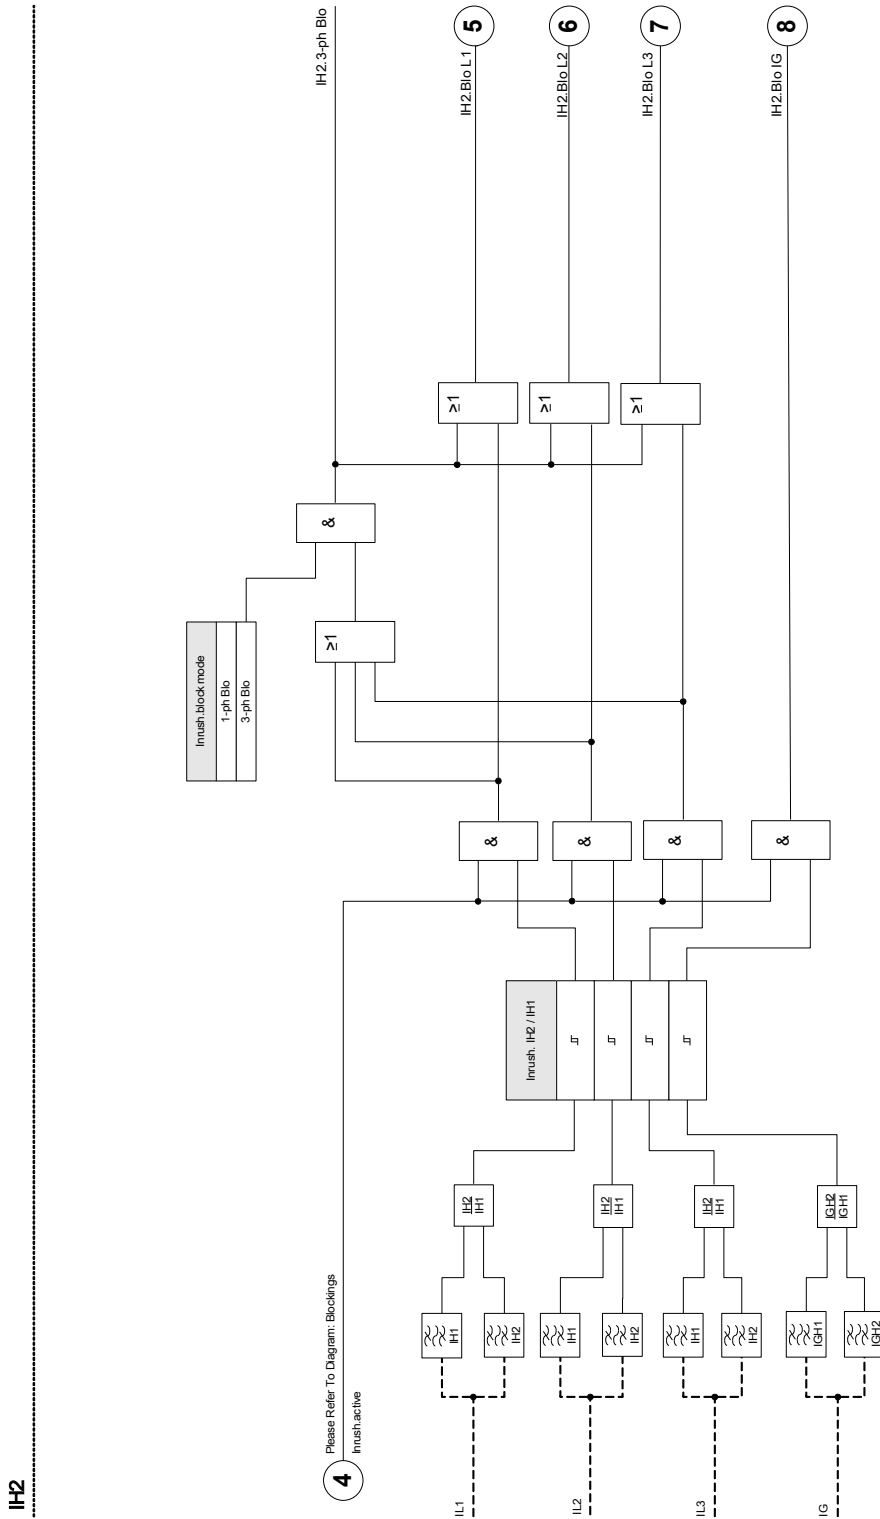 IH2
4
Please Refer To Diagram: Blockings
Inrush.active
Inrush.block mode
1-ph Blo
3-ph Blo
≥1
&
IH2.3-ph Blo
IL1
IH1
IH2
IH2
IH1
Inrush. IH2 / IH1
&
≥1
IH2.Blo L1
5
IL2
IH1
IH2
IH2
IH1
&
≥1
IH2.Blo L2
6
IL3
IH1
IH2
IH2
IH1
&
≥1
IH2.Blo L3
7
IG
IGH1
IGH2
IGH2
IGH1
&
IH2.Blo IG
8